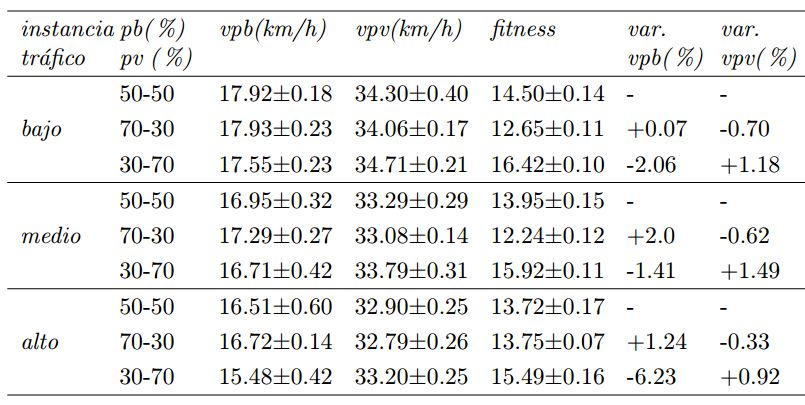 instancia pb(%) vpb(km/h) vpv(km/h) fitness var. var.
tráfico pv (%) vpb(%) vpv(%)
50-50 17.92±0.18 34.30±0.40 14.50±0.14 - -
bajo 70-30 17.93±0.23 34.06±0.17 12.65±0.11 +0.07 -0.70
30-70 17.55±0.23 34.71±0.21 16.42±0.10 -2.06 +1.18
50-50 16.95±0.32 33.29±0.29 13.95±0.15 - -
medio 70-30 17.29±0.27 33.08±0.14 12.24±0.12 +2.0 -0.62
30-70 16.71±0.42 33.79±0.31 15.92±0.11 -1.41 +1.49
50-50 16.51±0.60 32.90±0.25 13.72±0.17 - -
alto 70-30 16.72±0.14 32.79±0.26 13.75±0.07 +1.24 -0.33
30-70 15.48±0.42 33.20±0.25 15.49±0.16 -6.23 +0.92